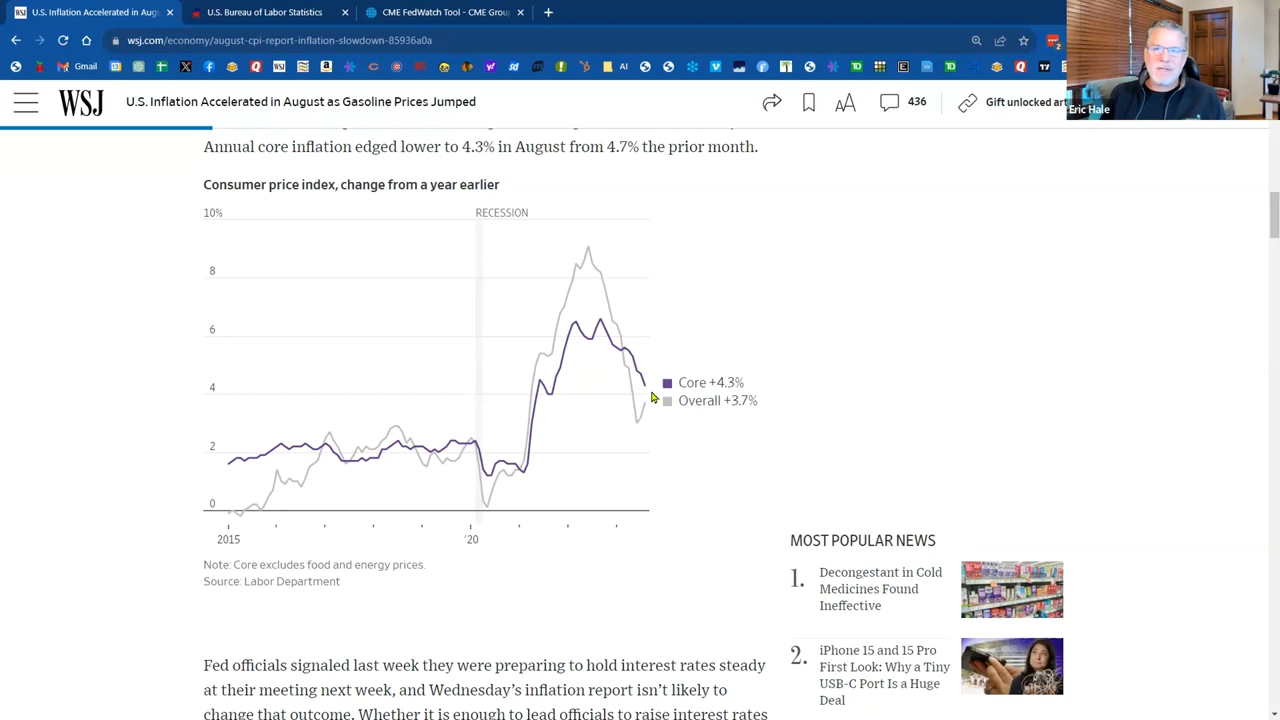 U.S. Inflation Accelerated in Aug
U.S. Bureau of Labor Statistics
CME FedWatch Tool - CME Grou
wsj.com/economy/august-cpi-report-inflation-slowdown-85936a0a
Gmail
AI
Eric Hale
WSJ
U.S. Inflation Accelerated in August as Gasoline Prices Jumped
AA
436
Gift unlocked art
Annual core inflation edged lower to 4.3% in August from 4.7% the prior month.
Consumer price index, change from a year earlier
10%
RECESSION
8
6
4
2
0
Core +4.3%
Overall +3.7%
2015
'20
Note: Core excludes food and energy prices.
Source: Labor Department
MOST POPULAR NEWS
1.
Decongestant in Cold
Medicines Found
Ineffective
2.
iPhone 15 and 15 Pro
First Look: Why a Tiny
USB-C Port Is a Huge
Deal
Fed officials signaled last week they were preparing to hold interest rates steady
at their meeting next week, and Wednesday's inflation report isn't likely to
change that outcome. Whether it is enough to lead officials to raise interest rates